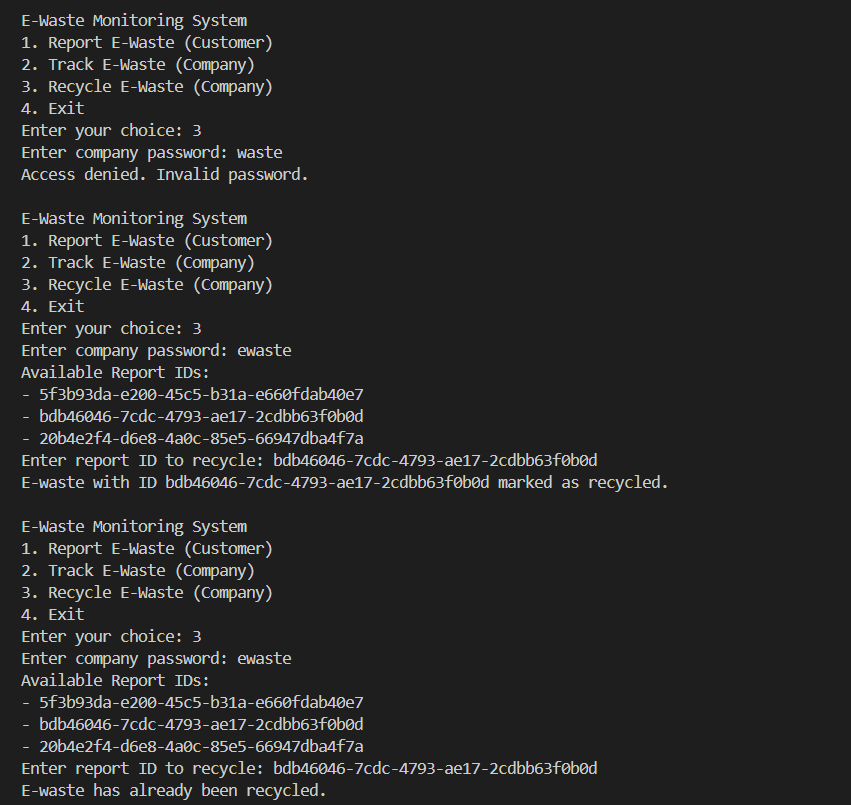 E-Waste Monitoring System
1. Report E-Waste (Customer)
2. Track E-Waste (Company)
3. Recycle E-Waste (Company)
4. Exit
Enter your choice: 3
Enter company password: waste
Access denied. Invalid password.
E-Waste Monitoring System
1. Report E-Waste (Customer)
2. Track E-Waste (Company)
3. Recycle E-Waste (Company)
4. Exit
Enter your choice: 3
Enter company password: ewaste
Available Report IDs:
- 5f3b93da-e200-45c5-b31a-e660fdab40e7
- bdb46046-7cdc-4793-ae17-2cdbb63f0b0d
- 20b4e2f4-d6e8-4a0c-85e5-66947dba4f7a
Enter report ID to recycle: bdb46046-7cdc-4793-ae17-2cdbb63f0b0d
E-waste with ID bdb46046-7cdc-4793-ae17-2cdbb63f0b0d marked as recycled.
E-Waste Monitoring System
1. Report E-Waste (Customer)
2. Track E-Waste (Company)
3. Recycle E-Waste (Company)
4. Exit
Enter your choice: 3
Enter company password: ewaste
Available Report IDs:
- 5f3b93da-e200-45c5-b31a-e660fdab40e7
- bdb46046-7cdc-4793-ae17-2cdbb63f0b0d
- 20b4e2f4-d6e8-4a0c-85e5-66947dba4f7a
Enter report ID to recycle: bdb46046-7cdc-4793-ae17-2cdbb63f0b0d
E-waste has already been recycled.